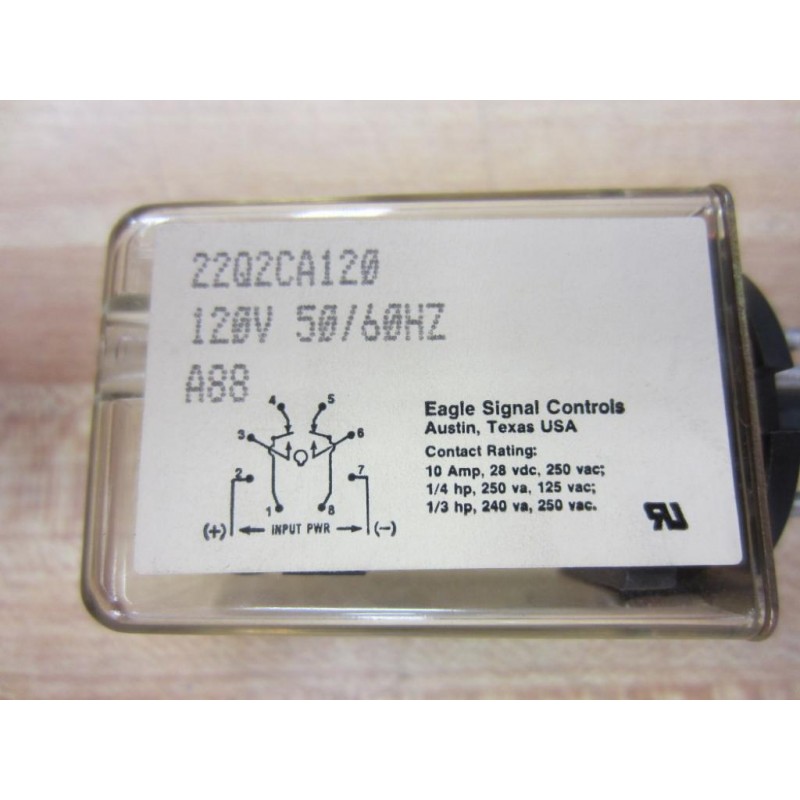 22Q2CA120
120V 50/60HZ
A88
4 5
3 6
2 7
1 8
(+) INPUT PWR (-)
Eagle Signal Controls
Austin, Texas USA
Contact Rating:
10 Amp, 28 vdc, 250 vac;
1/4 hp, 250 va, 125 vac;
1/3 hp, 240 va, 250 vac.
RU